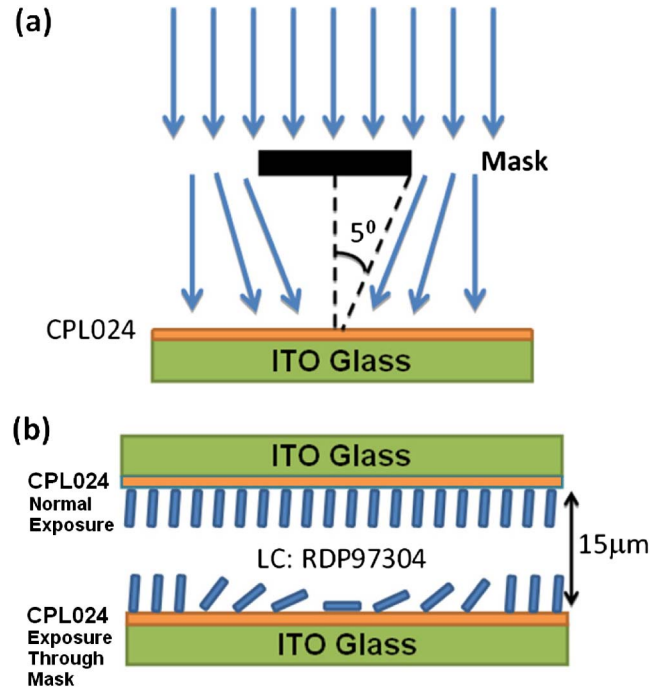 (a)
Mask
5⁰
CPL024
ITO Glass
(b)
ITO Glass
CPL024
Normal
Exposure
15μm
LC: RDP97304
CPL024
Exposure
Through
Mask
ITO Glass